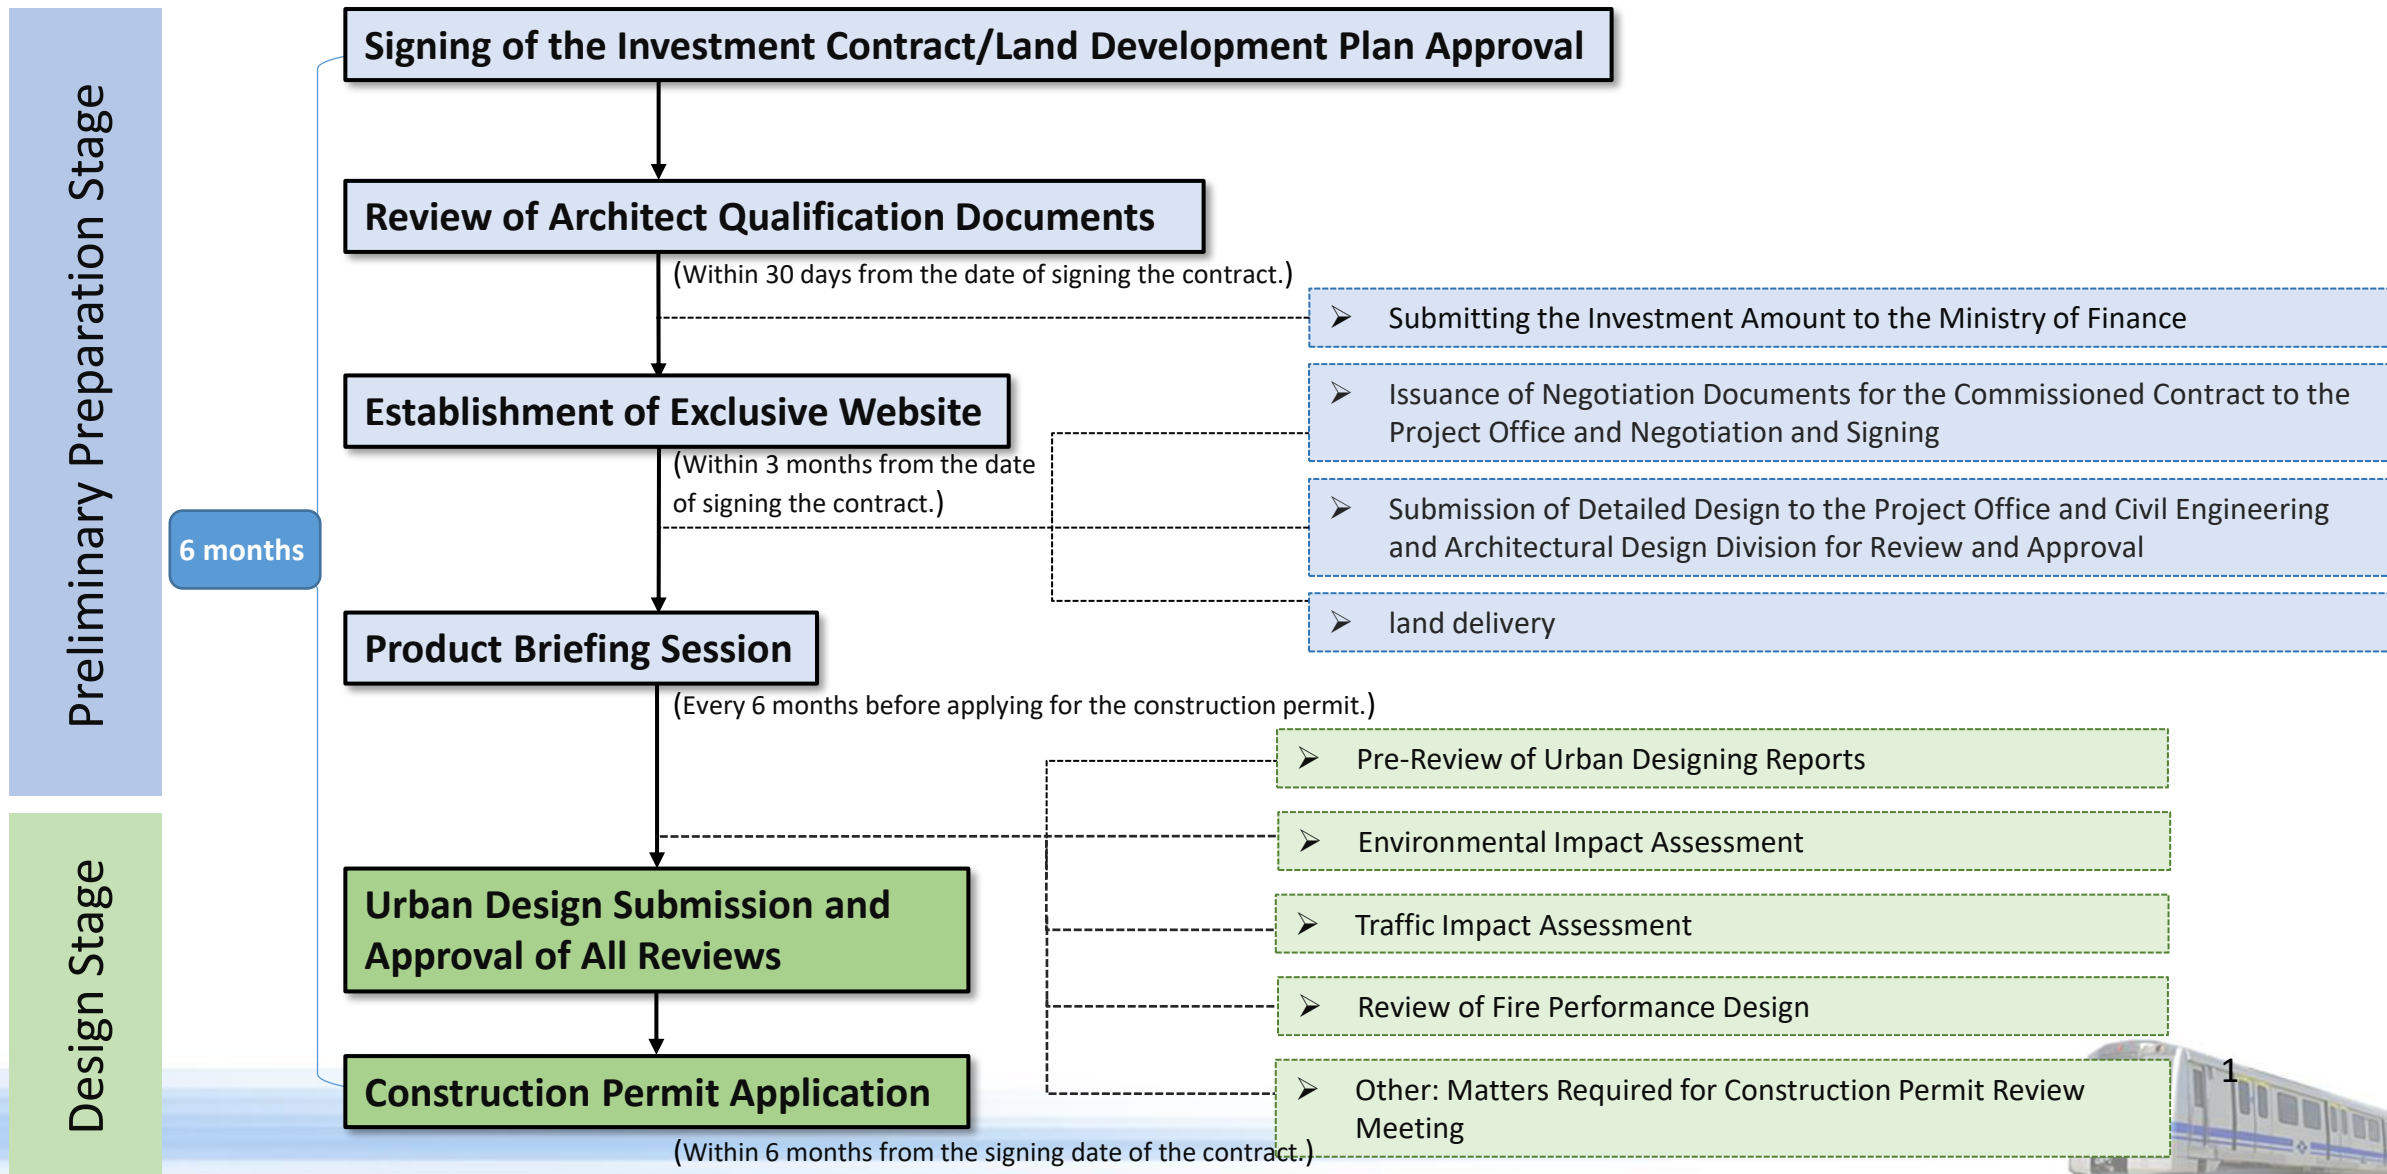 Preliminary Preparation Stage
Signing of the Investment Contract/Land Development Plan Approval
Review of Architect Qualification Documents
(Within 30 days from the date of signing the contract.)
➢ Submitting the Investment Amount to the Ministry of Finance
Establishment of Exclusive Website
(Within 3 months from the date
of signing the contract.)
➢ Issuance of Negotiation Documents for the Commissioned Contract to the
Project Office and Negotiation and Signing
➢ Submission of Detailed Design to the Project Office and Civil Engineering
and Architectural Design Division for Review and Approval
➢ land delivery
6 months
Product Briefing Session
(Every 6 months before applying for the construction permit.)
Design Stage
➢ Pre-Review of Urban Designing Reports
➢ Environmental Impact Assessment
➢ Traffic Impact Assessment
➢ Review of Fire Performance Design
➢ Other: Matters Required for Construction Permit Review
Meeting
Urban Design Submission and
Approval of All Reviews
Construction Permit Application
(Within 6 months from the signing date of the contract.)
1